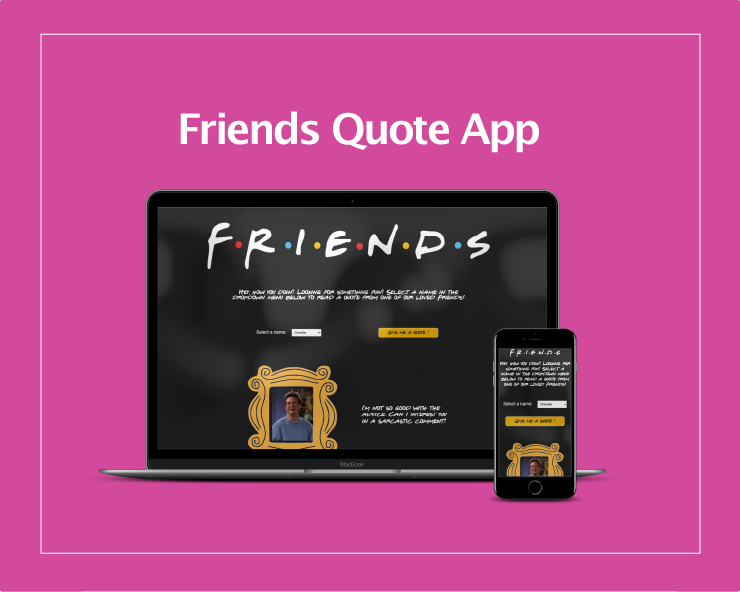 Friends Quote App
F·R·I·E·N·D·S
Hey, how you doin? Looking for something fun? Select a name in the
dropdown menu below to read a quote from one of our loved Friends!
Select a name: Chandler
Give me a quote !
I'm not so good with the
advice. Can I interest you
in a sarcastic comment?
MacBook
F·R·I·E·N·D·S
Hey, how you doin? Looking for
something fun? Select a
name in the dropdown menu
below to read a quote from
one of our loved Friends!
Select a name: Chandler
Give me a quote !